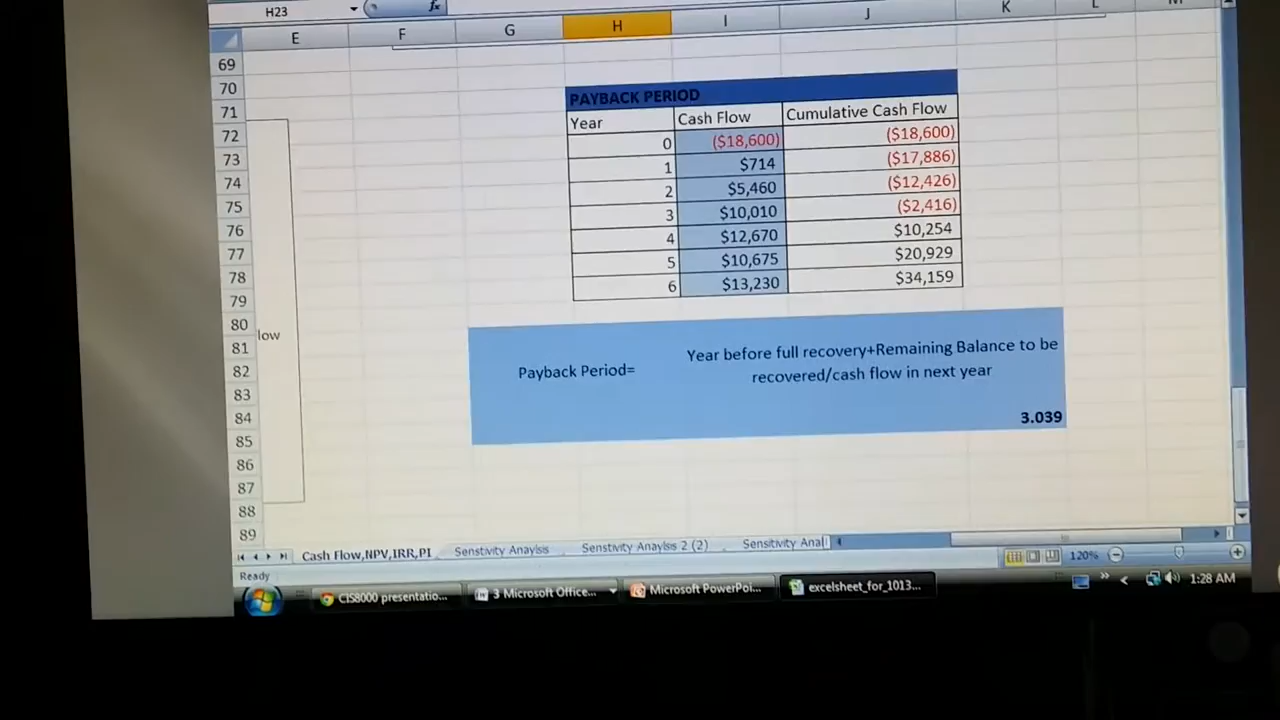 H23
fx
E F G H I J K L M
69
70
71
72
73
74
75
76
77
78
79
80
81
82
83
84
85
86
87
88
89
PAYBACK PERIOD
Year Cash Flow Cumulative Cash Flow
0 ($18,600) ($18,600)
1 $714 ($17,886)
2 $5,460 ($12,426)
3 $10,010 ($2,416)
4 $12,670 $10,254
5 $10,675 $20,929
6 $13,230 $34,159
low
Payback Period=
Year before full recovery+Remaining Balance to be
recovered/cash flow in next year
3.039
Cash Flow,NPV,IRR,PI Senstivity Anaylsis Senstivity Anaylsis 2 (2) Sensitivity Anal
Ready 120%
CIS8000 presentatio... 3 Microsoft Office... Microsoft PowerPoi... excelsheet_for_1013... 1:28 AM